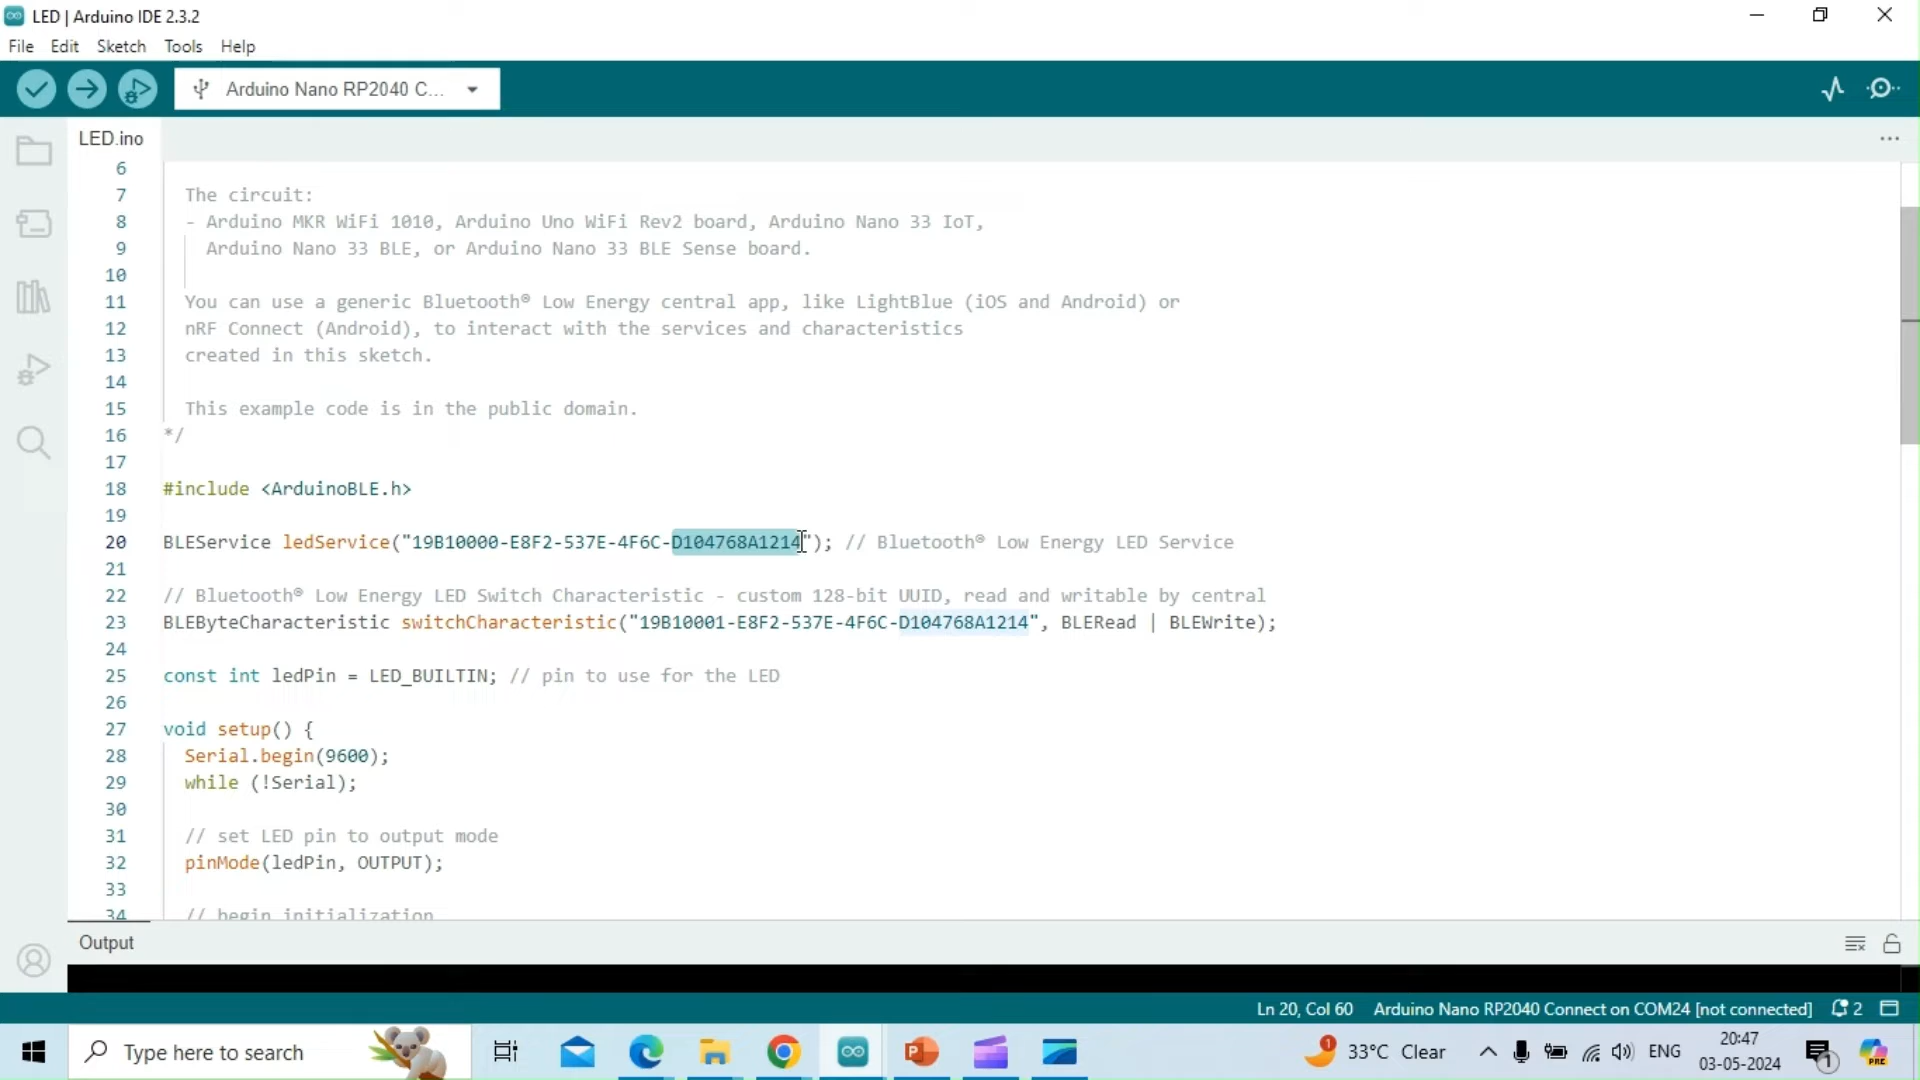 LED | Arduino IDE 2.3.2
File Edit Sketch Tools Help
Arduino Nano RP2040 C...
LED.ino
6
7 The circuit:
8 - Arduino MKR WiFi 1010, Arduino Uno WiFi Rev2 board, Arduino Nano 33 IoT,
9 Arduino Nano 33 BLE, or Arduino Nano 33 BLE Sense board.
10
11 You can use a generic Bluetooth® Low Energy central app, like LightBlue (iOS and Android) or
12 nRF Connect (Android), to interact with the services and characteristics
13 created in this sketch.
14
15 This example code is in the public domain.
16 */
17
18 #include <ArduinoBLE.h>
19
20 BLEService ledService("19B10000-E8F2-537E-4F6C-D104768A1214"); // Bluetooth® Low Energy LED Service
21
22 // Bluetooth® Low Energy LED Switch Characteristic - custom 128-bit UUID, read and writable by central
23 BLEByteCharacteristic switchCharacteristic("19B10001-E8F2-537E-4F6C-D104768A1214", BLERead | BLEWrite);
24
25 const int ledPin = LED_BUILTIN; // pin to use for the LED
26
27 void setup() {
28 Serial.begin(9600);
29 while (!Serial);
30
31 // set LED pin to output mode
32 pinMode(ledPin, OUTPUT);
33
34 // begin initialization
Output
Ln 20, Col 60 Arduino Nano RP2040 Connect on COM24 [not connected] 2
Type here to search
1 33°C Clear ENG
20:47
03-05-2024
1
PRE